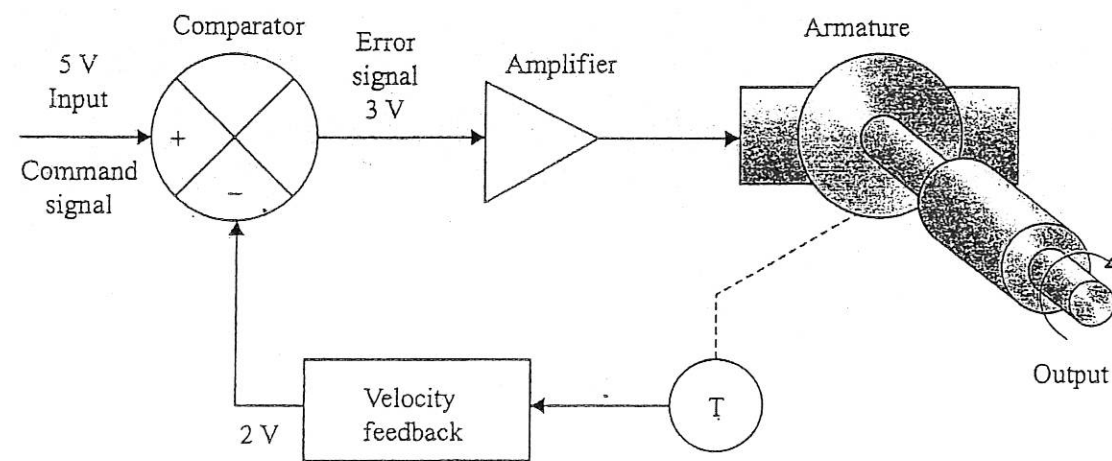 Comparator
5 V
Input
+
−
Command
signal
Error
signal
3 V
Amplifier
Armature
Output
T
Velocity
feedback
2 V